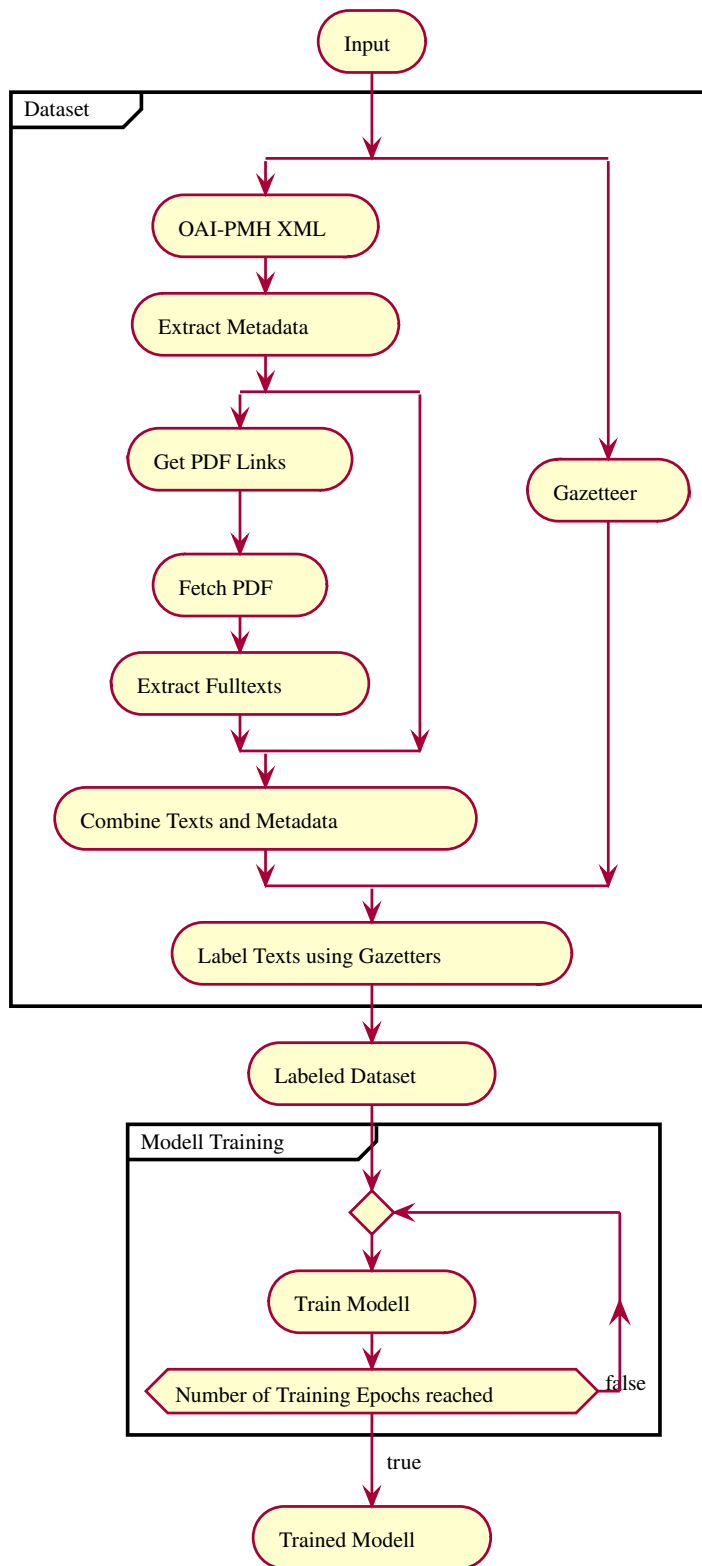 Input
Dataset
OAI-PMH XML
Extract Metadata
Get PDF Links
Gazetteer
Fetch PDF
Extract Fulltexts
Combine Texts and Metadata
Label Texts using Gazetters
Labeled Dataset
Modell Training
Train Modell
Number of Training Epochs reached
false
true
Trained Modell